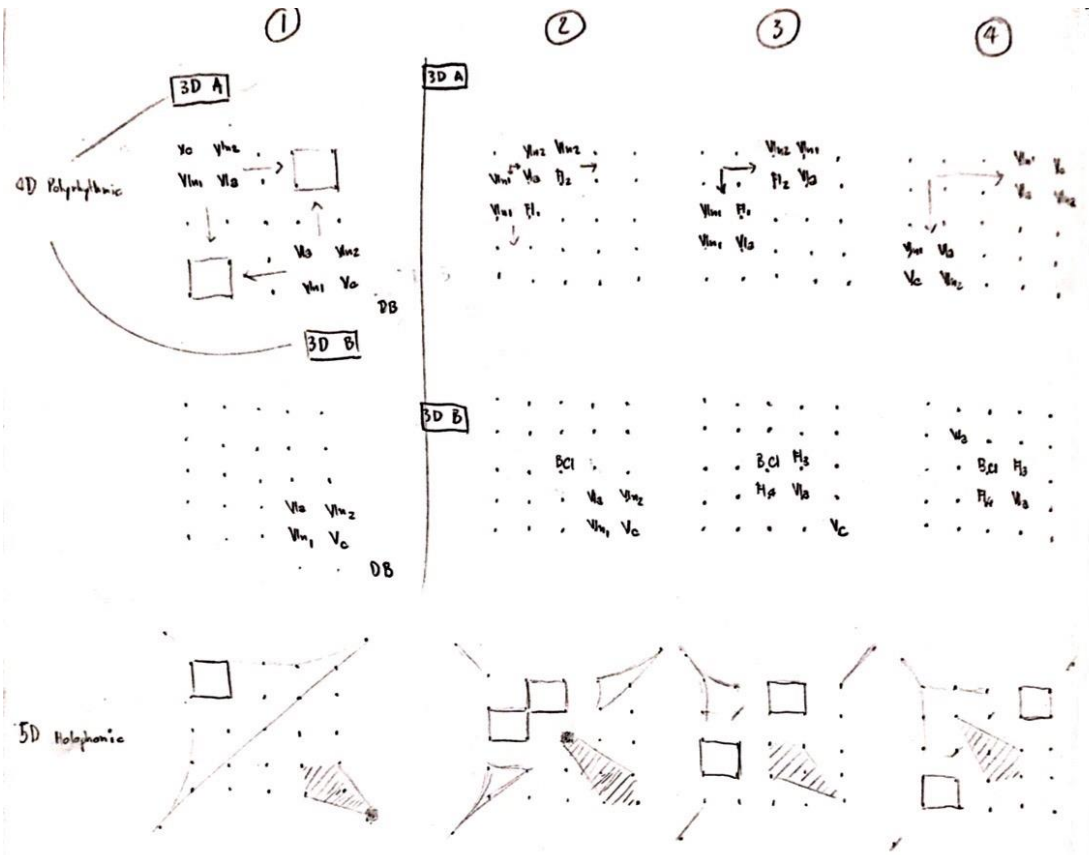 1 2 3 4
3D A 3D A
Vc Vln2
Vln1 Vla
4D Polyrhythmic
Vla Vln2
Vln1 Vc
DB
3D B
Vln2 Vln2
Vln1 Vla Fl2
Vln1 Fl1
Vln2 Vln1
Fl2 Vla
Vln1 Fl1
Vln1 Vla
Vln1 Vc
Vla Vln2
Vln1 Vla
Vc Vln2
3D B
Vla Vln2
Vln1 Vc
DB
BCl
Vla Vln2
Vln1 Vc
B.Cl Fl3
Fl4 Vla
Vc
Vla
B.Cl Fl3
Fl4 Vla
5D Holophonic